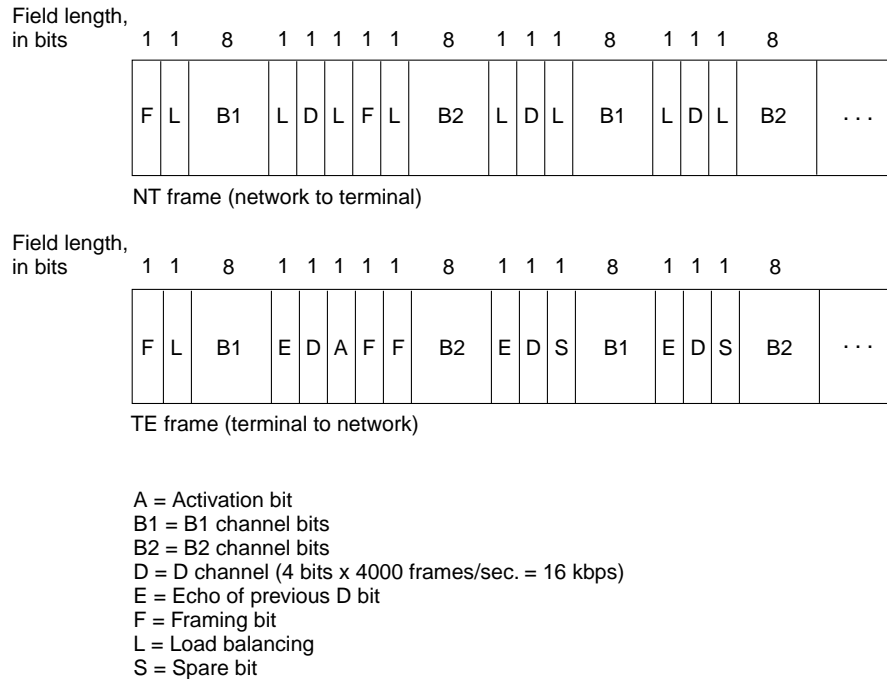 Field length,
in bits 1 1 8 1 1 1 1 1 8 1 1 1 8 1 1 1 8
F L B1 L D L F L B2 L D L B1 L D L B2 . . .
NT frame (network to terminal)
Field length,
in bits 1 1 8 1 1 1 1 1 8 1 1 1 8 1 1 1 8
F L B1 E D A F F B2 E D S B1 E D S B2 . . .
TE frame (terminal to network)
A = Activation bit
B1 = B1 channel bits
B2 = B2 channel bits
D = D channel (4 bits x 4000 frames/sec. = 16 kbps)
E = Echo of previous D bit
F = Framing bit
L = Load balancing
S = Spare bit